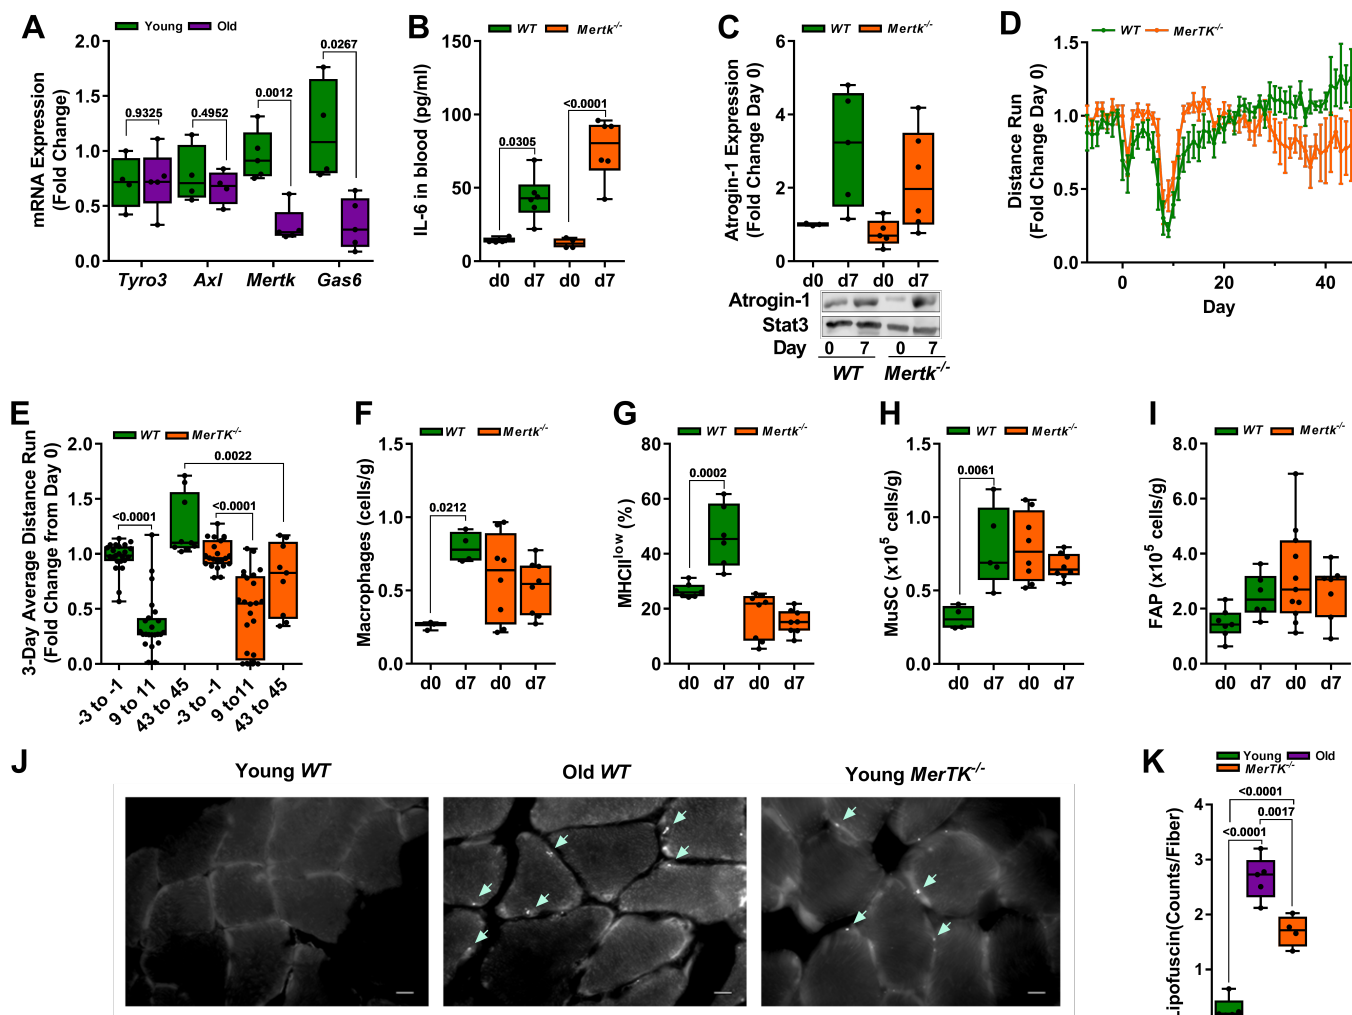 A
Young Old
mRNA Expression
(Fold Change)
2.0
1.5
1.0
0.5
0.0
0.9325
0.4952
0.0012
0.0267
Tyro3 Axl Mertk Gas6
B
WT Mertk-/-
IL-6 in blood (pg/ml)
150
100
50
0
0.0305
<0.0001
d0 d7 d0 d7
C
WT Mertk-/-
Atrogin-1 Expression
(Fold Change Day 0)
6
4
2
0
d0 d7 d0 d7
Atrogin-1
Stat3
Day 0 7 0 7
WT Mertk-/-
D
WT MerTK-/-
Distance Run
(Fold Change Day 0)
1.5
1.0
0.5
0.0
0 20 40
Day
E
WT MerTK-/-
3-Day Average Distance Run
(Fold Change from Day 0)
2.0
1.5
1.0
0.5
0.0
<0.0001
0.0022
<0.0001
-3 to -1 9 to 11 43 to 45 -3 to -1 9 to11 43 to 45
F
WT Mertk-/-
Macrophages (cells/g)
1.5
1.0
0.5
0.0
0.0212
d0 d7 d0 d7
G
WT Mertk-/-
MHCIIlow (%)
80
60
40
20
0
0.0002
d0 d7 d0 d7
H
WT Mertk-/-
MuSC (x10⁵ cells/g)
1.5
1.0
0.5
0.0
0.0061
d0 d7 d0 d7
I
WT Mertk-/-
FAP (x10⁵ cells/g)
8.0
6.0
4.0
2.0
0.0
d0 d7 d0 d7
J
Young WT Old WT Young MerTK-/-
K
Young Old
MerTK-/-
Lipofuscin(Counts/Fiber)
4
3
2
1
<0.0001
0.0017
<0.0001